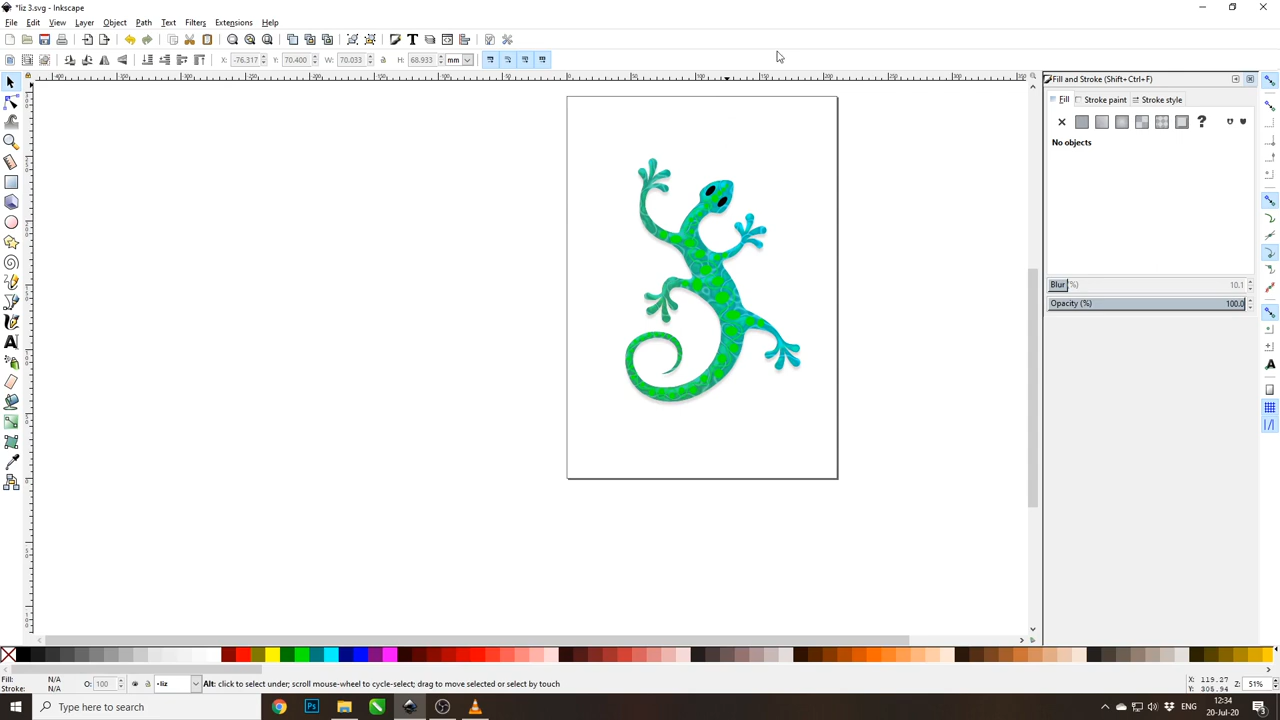 *liz 3.svg - Inkscape
File Edit View Layer Object Path Text Filters Extensions Help
X: -76.317 Y: 70.400 W: 70.033 H: 68.933 mm
Fill and Stroke (Shift+Ctrl+F)
Fill Stroke paint Stroke style
No objects
Blur (%) 10.1
Opacity (%) 100.0
Fill: N/A O: 100 •liz Alt: click to select under; scroll mouse-wheel to cycle-select; drag to move selected or select by touch X: 119.27 Z: 51%
Stroke: N/A Y: 305.94
Type here to search ENG 12:34
20-Jul-20